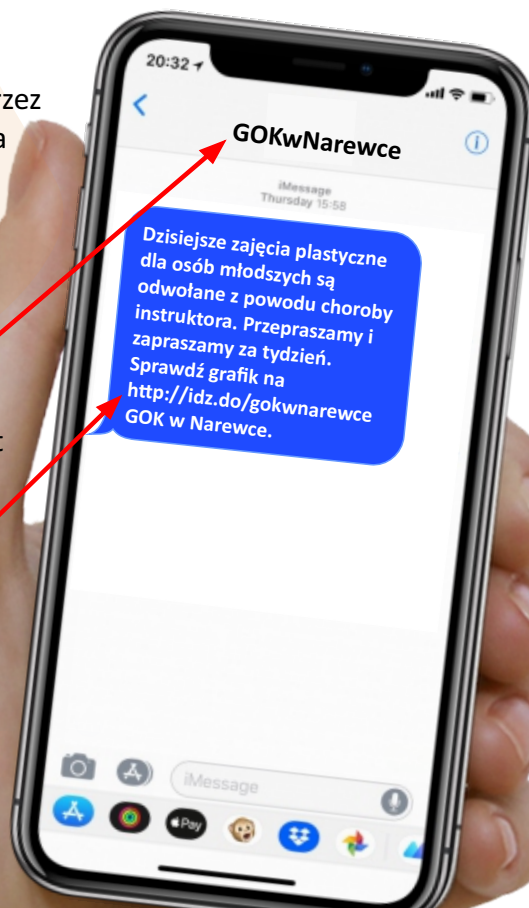 rzez
a
t
20:32
GOKwNarewce
iMessage
Thursday 15:58
Dzisiejsze zajęcia plastyczne
dla osób młodszych są
odwołane z powodu choroby
instruktora. Przepraszamy i
zapraszamy za tydzień.
Sprawdź grafik na
http://idz.do/gokwnarewce
GOK w Narewce.
iMessage
Pay